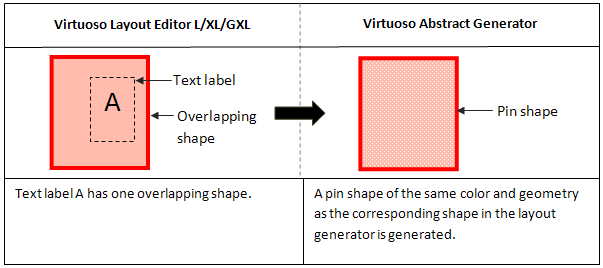 Virtuoso Layout Editor L/XL/GXL
Virtuoso Abstract Generator
Text label
A
Overlapping
shape
Pin shape
Text label A has one overlapping shape.
A pin shape of the same color and geometry
as the corresponding shape in the layout
generator is generated.